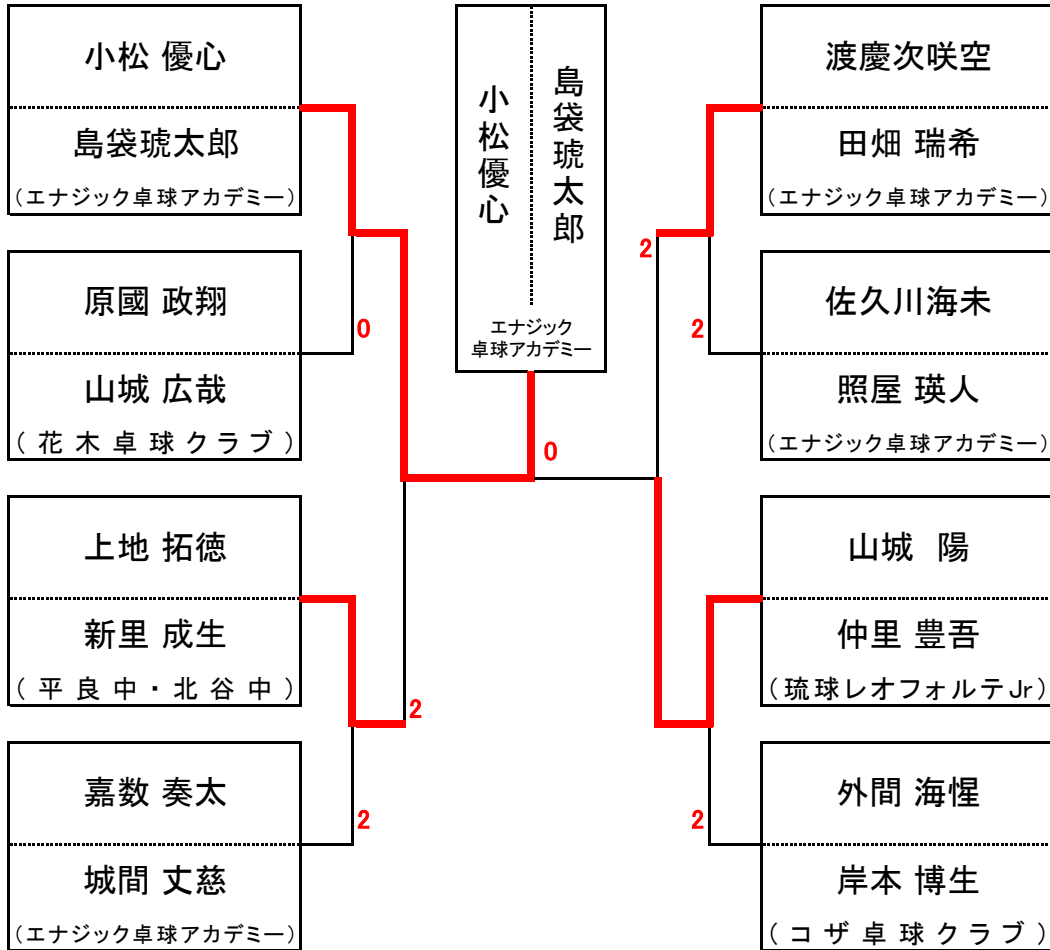 小松 優心
島袋琥太郎
(エナジック卓球アカデミー)
原國 政翔
山城 広哉
(花木卓球クラブ)
上地 拓徳
新里 成生
(平良中・北谷中)
嘉数 奏太
城間 丈慈
(エナジック卓球アカデミー)
0
2
2
島袋琥太郎
小松優心
エナジック
卓球アカデミー
0
渡慶次咲空
田畑 瑞希
(エナジック卓球アカデミー)
佐久川海未
照屋 瑛人
(エナジック卓球アカデミー)
山城 陽
仲里 豊吾
(琉球レオフォルテJr)
外間 海惺
岸本 博生
(コザ卓球クラブ)
2
2
2